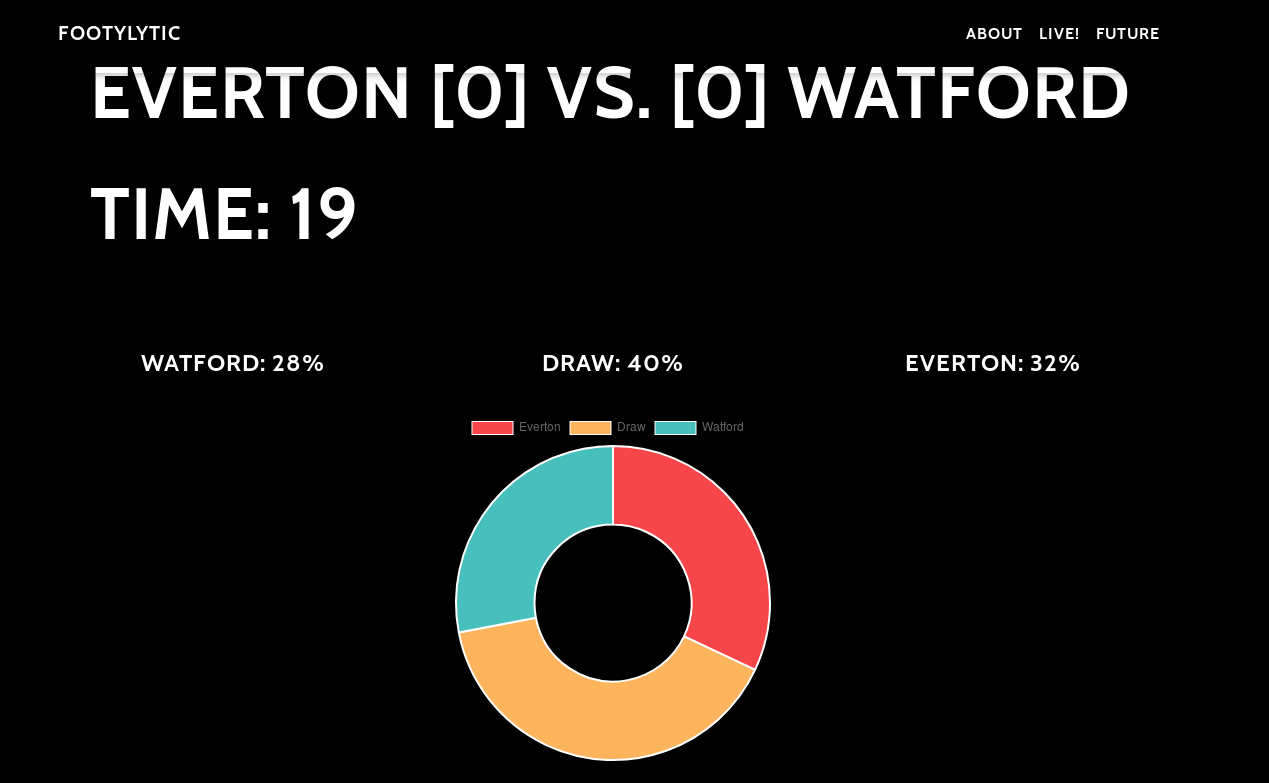 FOOTYLYTIC ABOUT LIVE! FUTURE
EVERTON [0] VS. [0] WATFORD
TIME: 19
WATFORD: 28% DRAW: 40% EVERTON: 32%
Everton Draw Watford